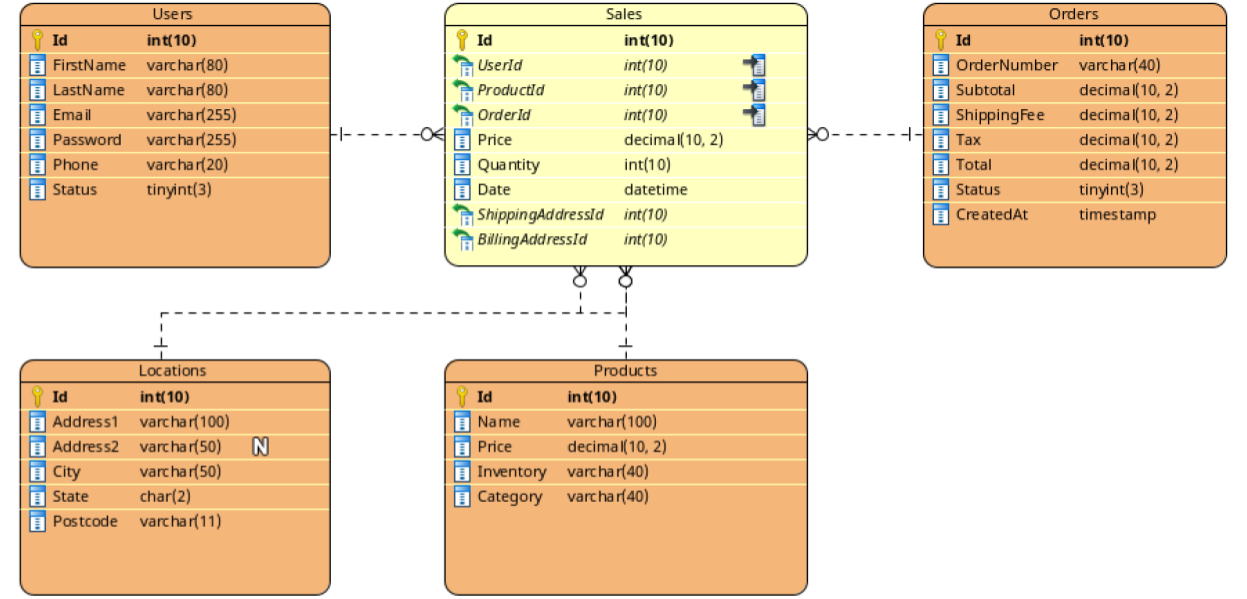 Users
Id int(10)
FirstName varchar(80)
LastName varchar(80)
Email varchar(255)
Password varchar(255)
Phone varchar(20)
Status tinyint(3)
Sales
Id int(10)
UserId int(10)
ProductId int(10)
OrderId int(10)
Price decimal(10, 2)
Quantity int(10)
Date datetime
ShippingAddressId int(10)
BillingAddressId int(10)
Orders
Id int(10)
OrderNumber varchar(40)
Subtotal decimal(10, 2)
ShippingFee decimal(10, 2)
Tax decimal(10, 2)
Total decimal(10, 2)
Status tinyint(3)
CreatedAt timestamp
Locations
Id int(10)
Address1 varchar(100)
Address2 varchar(50) N
City varchar(50)
State char(2)
Postcode varchar(11)
Products
Id int(10)
Name varchar(100)
Price decimal(10, 2)
Inventory varchar(40)
Category varchar(40)